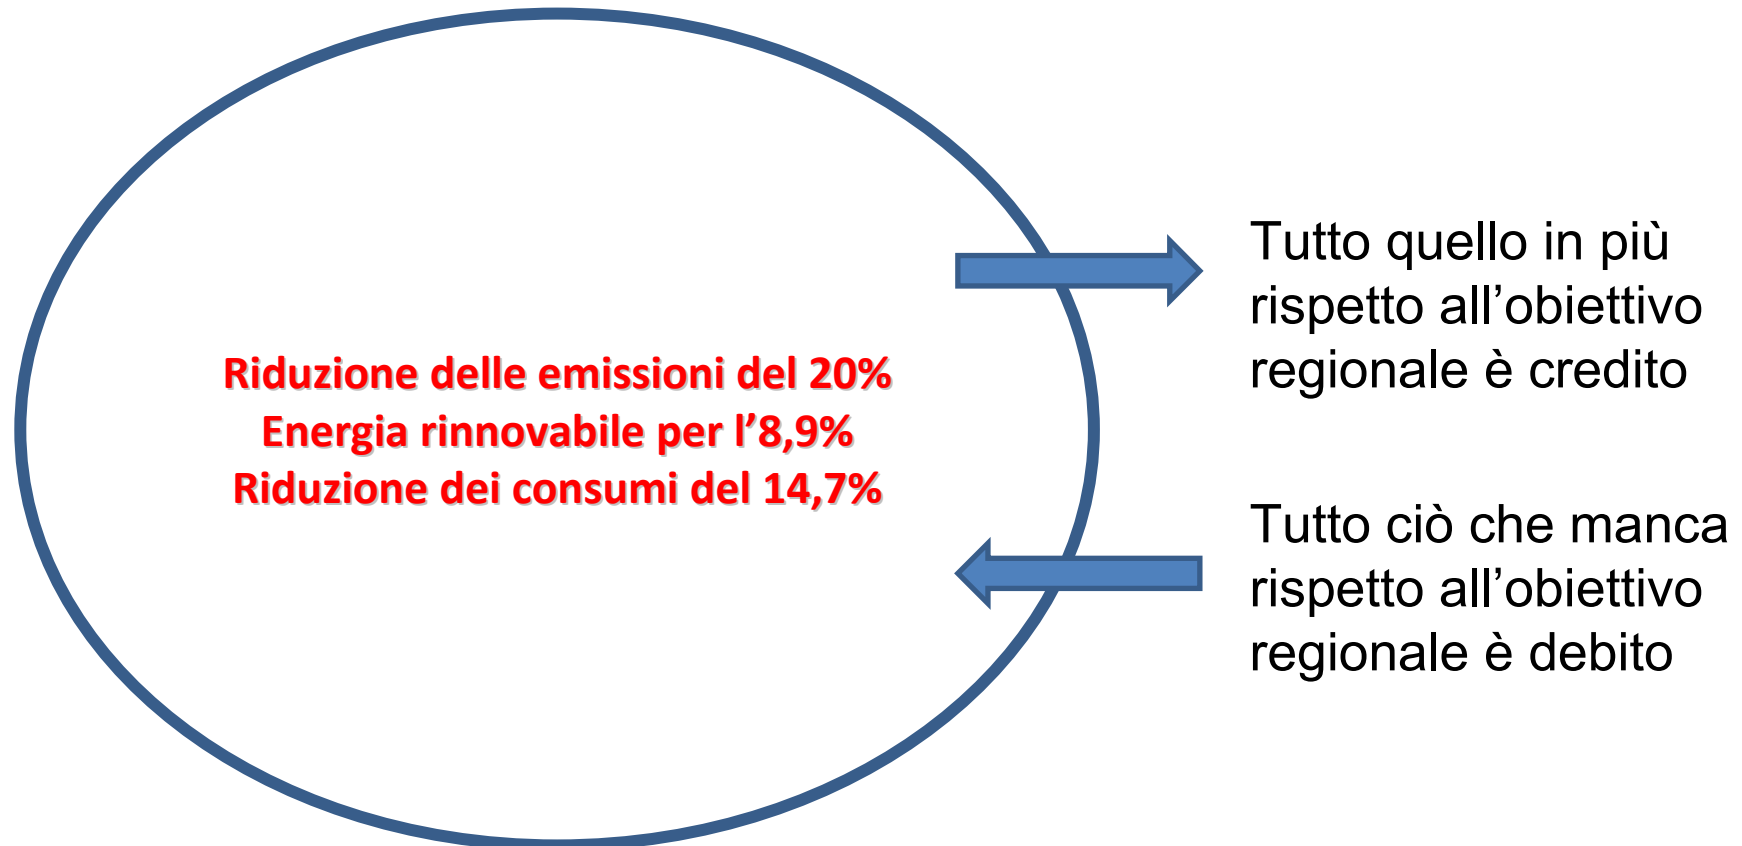 Riduzione delle emissioni del 20%
Energia rinnovabile per l’8,9%
Riduzione dei consumi del 14,7%
Tutto quello in più
rispetto all’obiettivo
regionale è credito
Tutto ciò che manca
rispetto all’obiettivo
regionale è debito